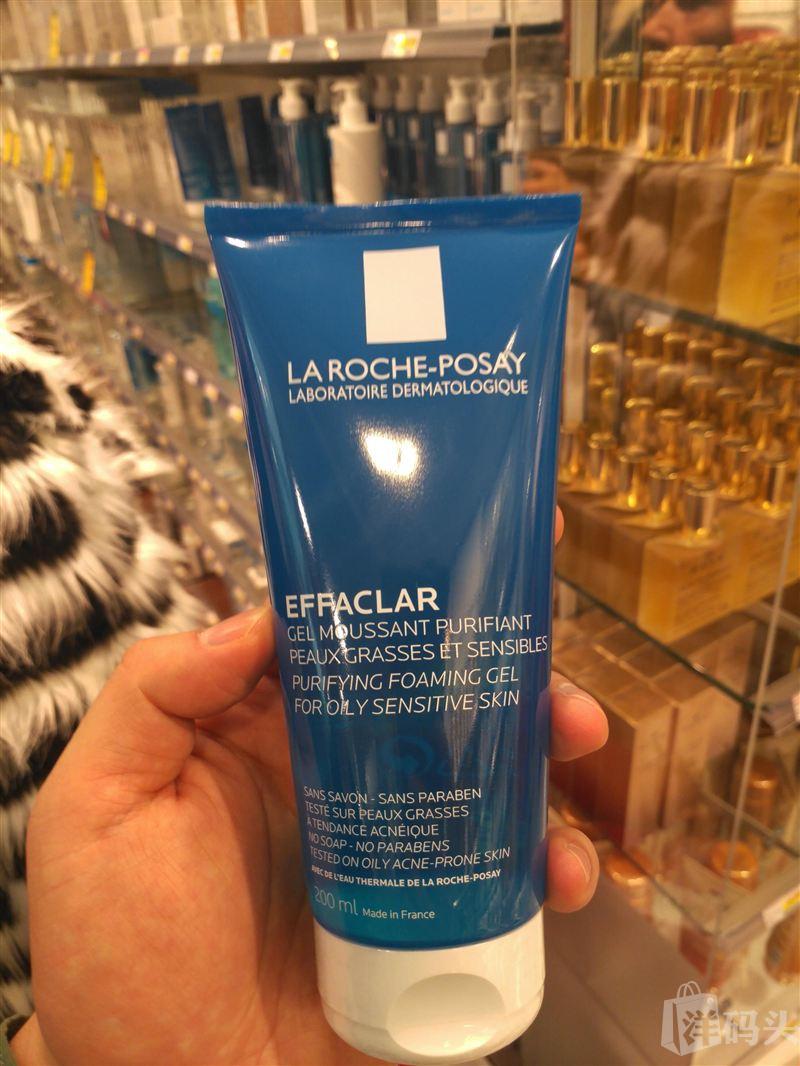 LA ROCHE-POSAY
LABORATOIRE DERMATOLOGIQUE
EFFACLAR
GEL MOUSSANT PURIFIANT
PEAUX GRASSES ET SENSIBLES
PURIFYING FOAMING GEL
FOR OILY SENSITIVE SKIN
SANS SAVON - SANS PARABEN
TESTÉ SUR PEAUX GRASSES
À TENDANCE ACNÉIQUE
NO SOAP - NO PARABENS
TESTED ON OILY ACNE-PRONE SKIN
AVEC DE L'EAU THERMALE DE LA ROCHE-POSAY
200 ml Made in France
洋码头